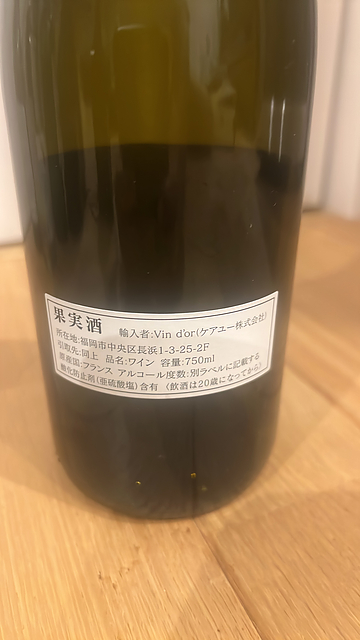 果実酒 輸入者:Vin d'or(ケアユー株式会社)
所在地:福岡市中央区長浜1-3-25-2F
引取先:同上 品名:ワイン 容量:750ml
原産国:フランス アルコール度数:別ラベルに記載する
酸化防止剤(亜硫酸塩)含有 〈飲酒は20歳になってから〉